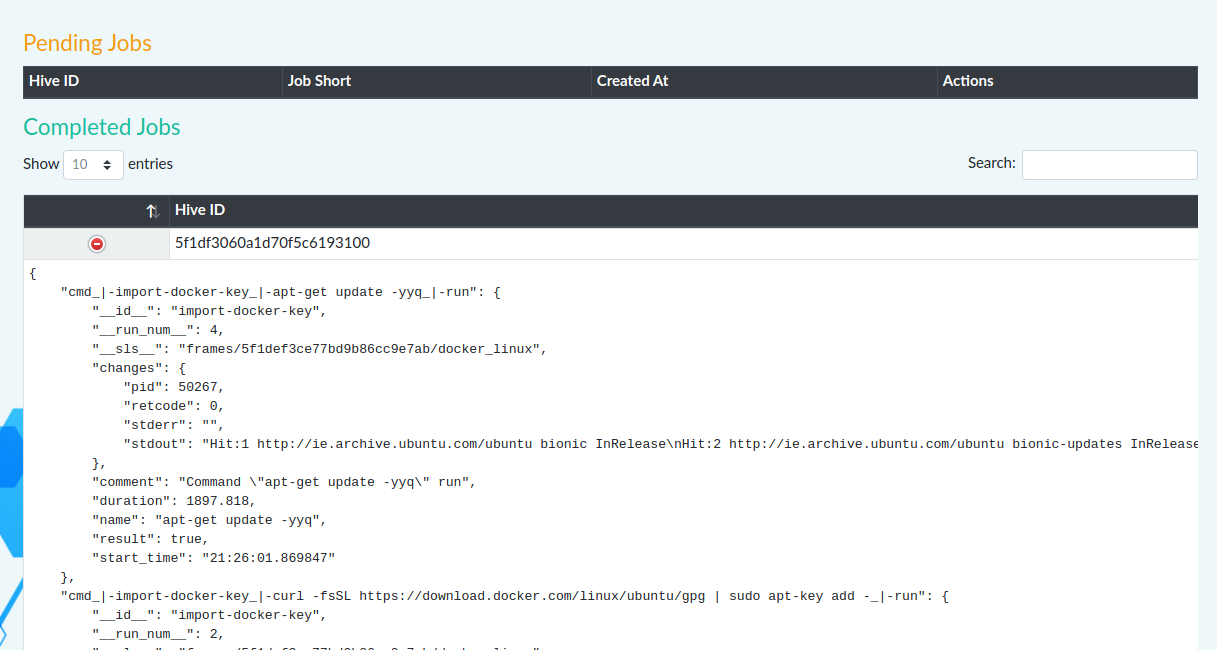 Pending Jobs
Hive ID Job Short Created At Actions
Completed Jobs
Show 10 entries Search:
Hive ID
5f1df3060a1d70f5c6193100
{
    "cmd_|-import-docker-key_|-apt-get update -yyq_|-run": {
        "__id__": "import-docker-key",
        "__run_num__": 4,
        "__sls__": "frames/5f1def3ce77bd9b86cc9e7ab/docker_linux",
        "changes": {
            "pid": 50267,
            "retcode": 0,
            "stderr": "",
            "stdout": "Hit:1 http://ie.archive.ubuntu.com/ubuntu bionic InRelease\nHit:2 http://ie.archive.ubuntu.com/ubuntu bionic-updates InRelease
        },
        "comment": "Command \"apt-get update -yyq\" run",
        "duration": 1897.818,
        "name": "apt-get update -yyq",
        "result": true,
        "start_time": "21:26:01.869847"
    },
    "cmd_|-import-docker-key_|-curl -fsSL https://download.docker.com/linux/ubuntu/gpg | sudo apt-key add -_|-run": {
        "__id__": "import-docker-key",
        "__run_num__": 2,